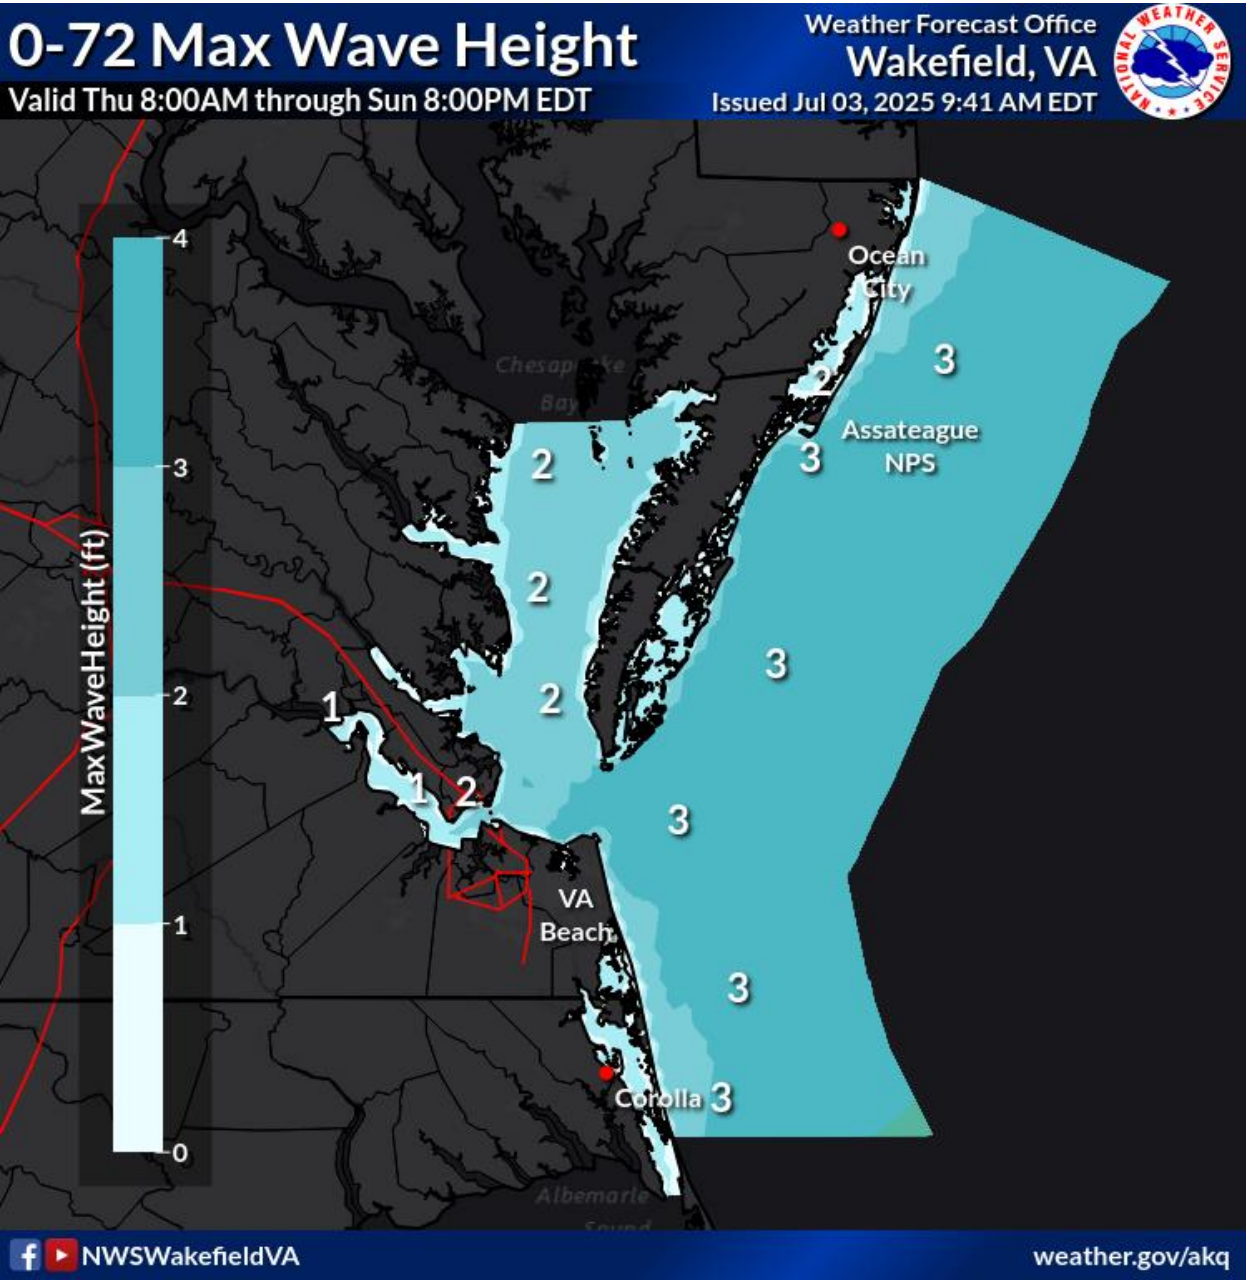 0-72 Max Wave Height
Valid Thu 8:00AM through Sun 8:00PM EDT
Weather Forecast Office
Wakefield, VA
Issued Jul 03, 2025 9:41 AM EDT
NATIONAL WEATHER SERVICE
Ocean
City
3
Chesapeake
Bay
2
Assateague
NPS
3
2
4
3
2
1
0
MaxWaveHeight(ft)
2
3
2
1
1
2
3
VA
Beach
3
Corolla
3
Albemarle
Sound
NWSWakefieldVA
weather.gov/akq